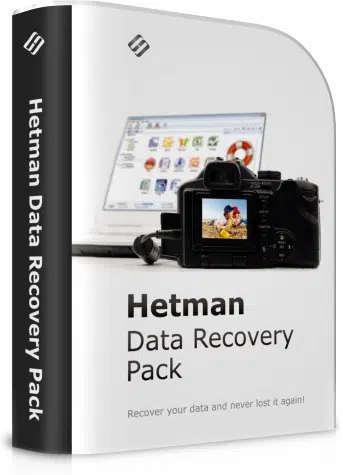 Hetman Data Recovery Pack
Hetman
Data Recovery
Pack
Recover your data and never lost it again!